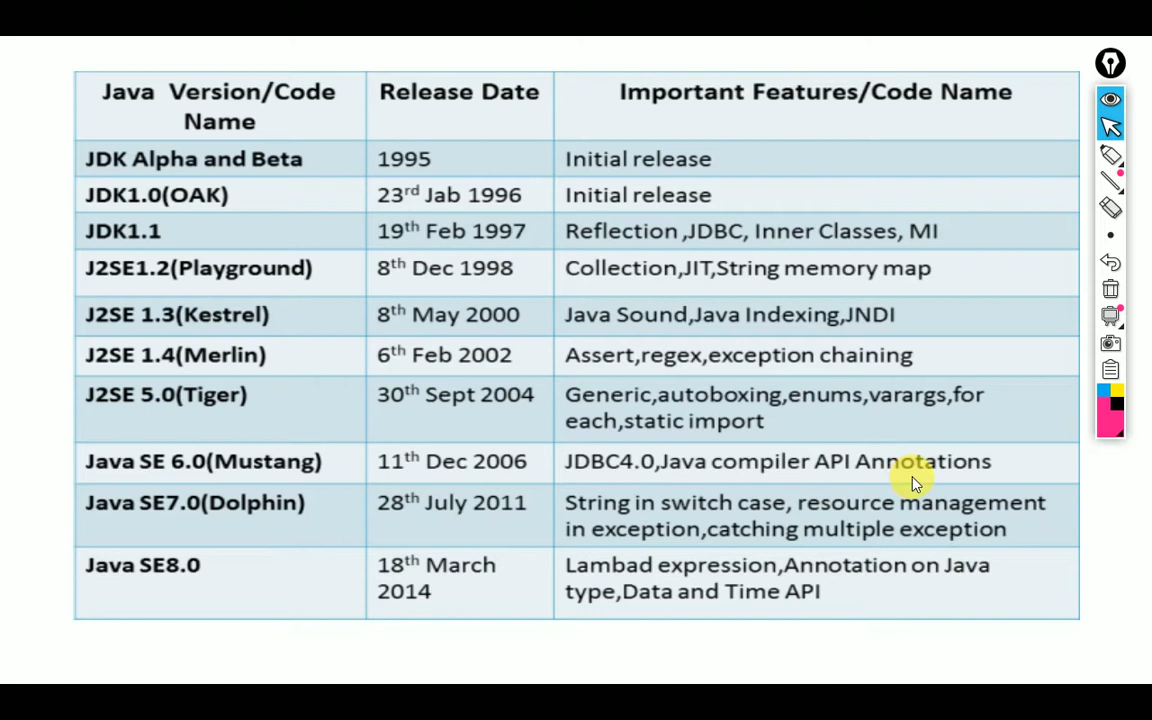 Java Version/Code Name Release Date Important Features/Code Name
JDK Alpha and Beta 1995 Initial release
JDK1.0(OAK) 23rd Jab 1996 Initial release
JDK1.1 19th Feb 1997 Reflection ,JDBC, Inner Classes, MI
J2SE1.2(Playground) 8th Dec 1998 Collection,JIT,String memory map
J2SE 1.3(Kestrel) 8th May 2000 Java Sound,Java Indexing,JNDI
J2SE 1.4(Merlin) 6th Feb 2002 Assert,regex,exception chaining
J2SE 5.0(Tiger) 30th Sept 2004 Generic,autoboxing,enums,varargs,for
each,static import
Java SE 6.0(Mustang) 11th Dec 2006 JDBC4.0,Java compiler API Annotations
Java SE7.0(Dolphin) 28th July 2011 String in switch case, resource management
in exception,catching multiple exception
Java SE8.0 18th March 2014 Lambad expression,Annotation on Java
type,Data and Time API